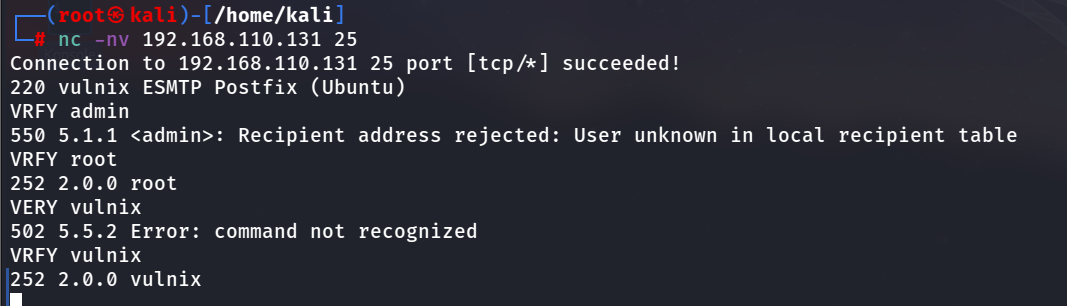 ┌──(root㉿kali)-[/home/kali]
└─# nc -nv 192.168.110.131 25
Connection to 192.168.110.131 25 port [tcp/*] succeeded!
220 vulnix ESMTP Postfix (Ubuntu)
VRFY admin
550 5.1.1 <admin>: Recipient address rejected: User unknown in local recipient table
VRFY root
252 2.0.0 root
VERY vulnix
502 5.5.2 Error: command not recognized
VRFY vulnix
252 2.0.0 vulnix